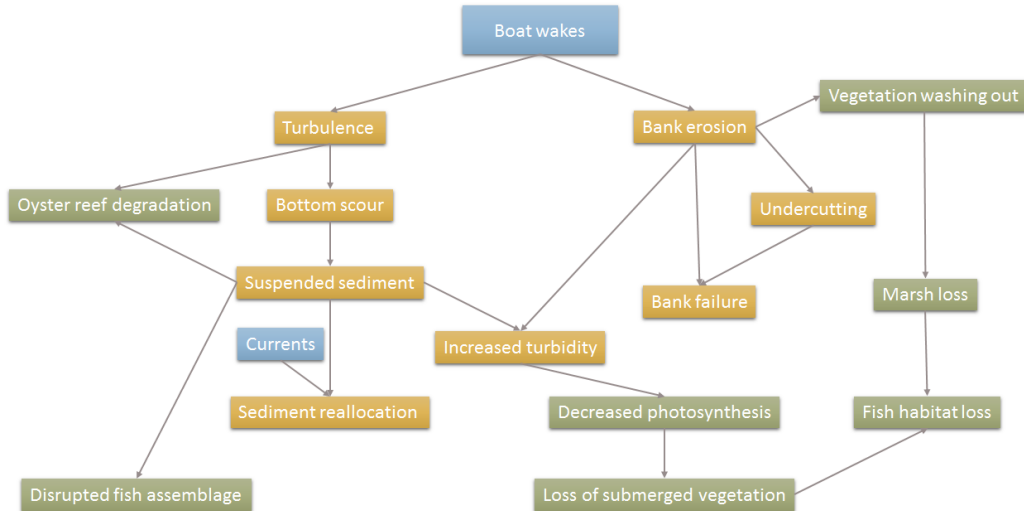 Boat wakes
Vegetation washing out
Turbulence
Bank erosion
Oyster reef degradation
Bottom scour
Undercutting
Suspended sediment
Bank failure
Marsh loss
Currents
Increased turbidity
Sediment reallocation
Decreased photosynthesis
Fish habitat loss
Disrupted fish assemblage
Loss of submerged vegetation